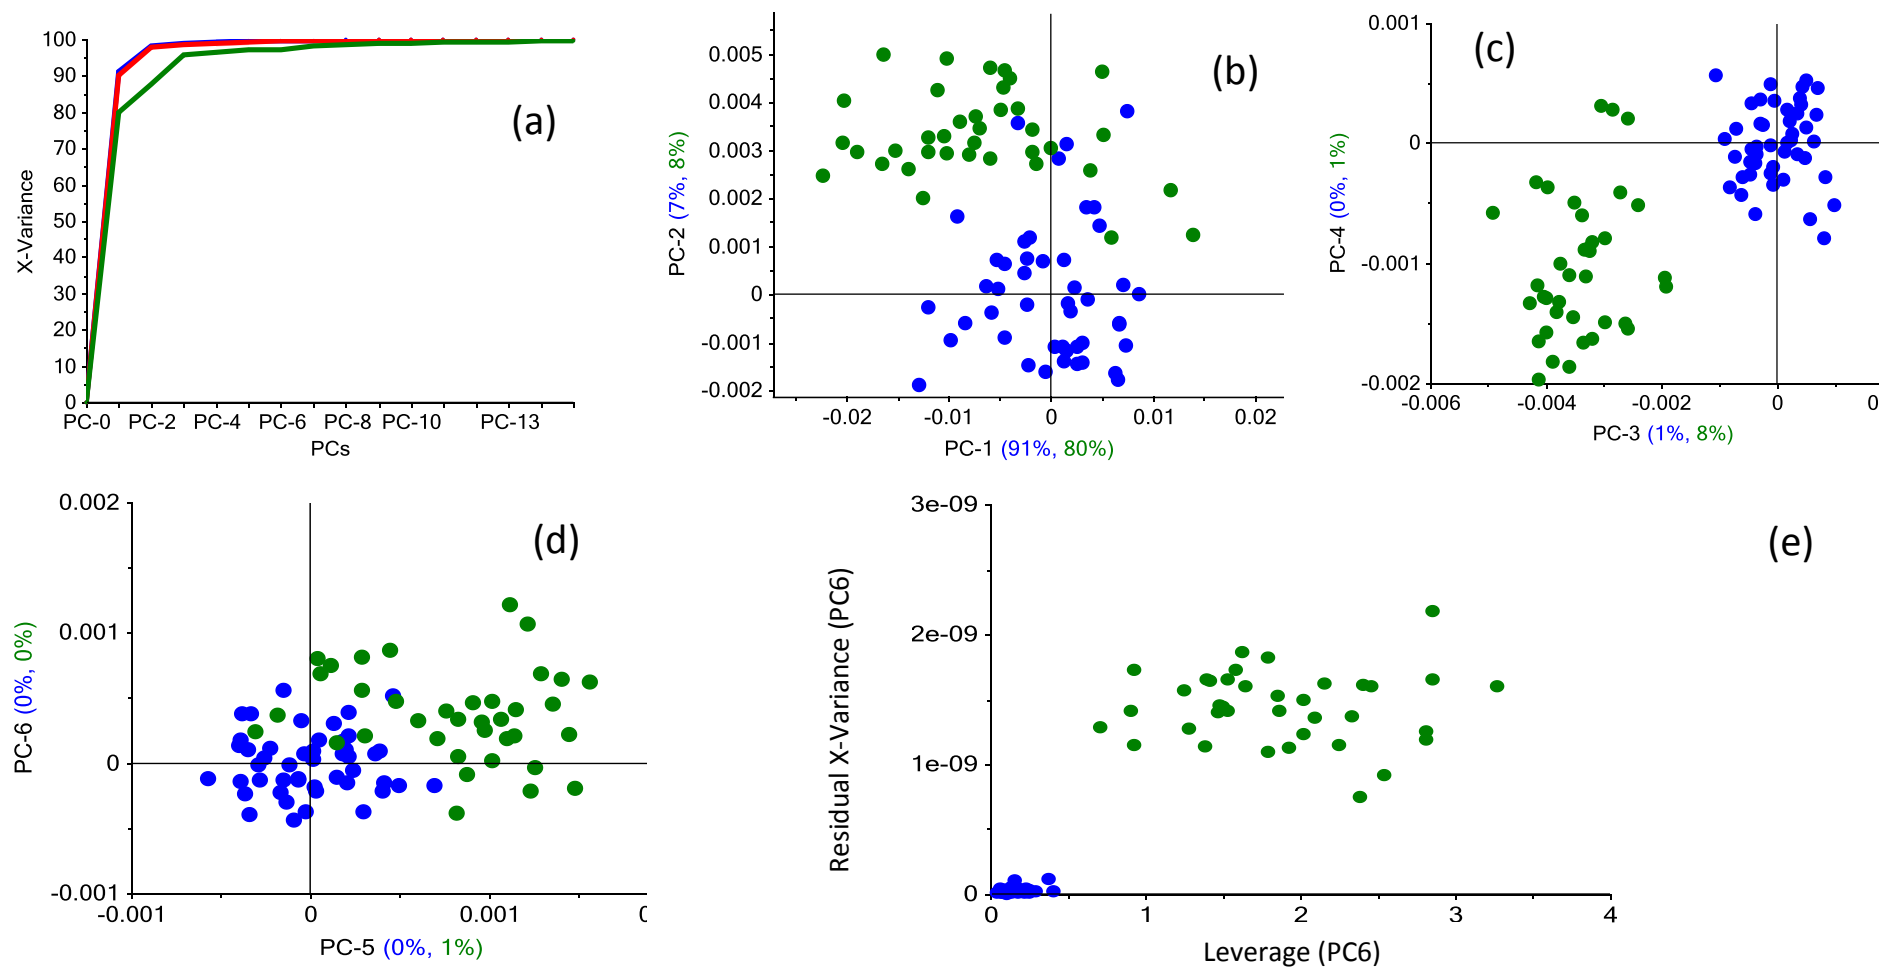 (a)
X-Variance
100
90
80
70
60
50
40
30
20
10
0
PC-0 PC-2 PC-4 PC-6 PC-8 PC-10 PC-13
PCs
(b)
PC-2 (7%, 8%)
0.005
0.004
0.003
0.002
0.001
0
-0.001
-0.002
-0.02 -0.01 0 0.01 0.02
PC-1 (91%, 80%)
(c)
PC-4 (0%, 1%)
0.001
0
-0.001
-0.002
-0.006 -0.004 -0.002 0 0
PC-3 (1%, 8%)
(d)
PC-6 (0%, 0%)
0.002
0.001
0
-0.001
-0.001 0 0.001
PC-5 (0%, 1%)
(e)
Residual X-Variance (PC6)
3e-09
2e-09
1e-09
0
0 1 2 3 4
Leverage (PC6)